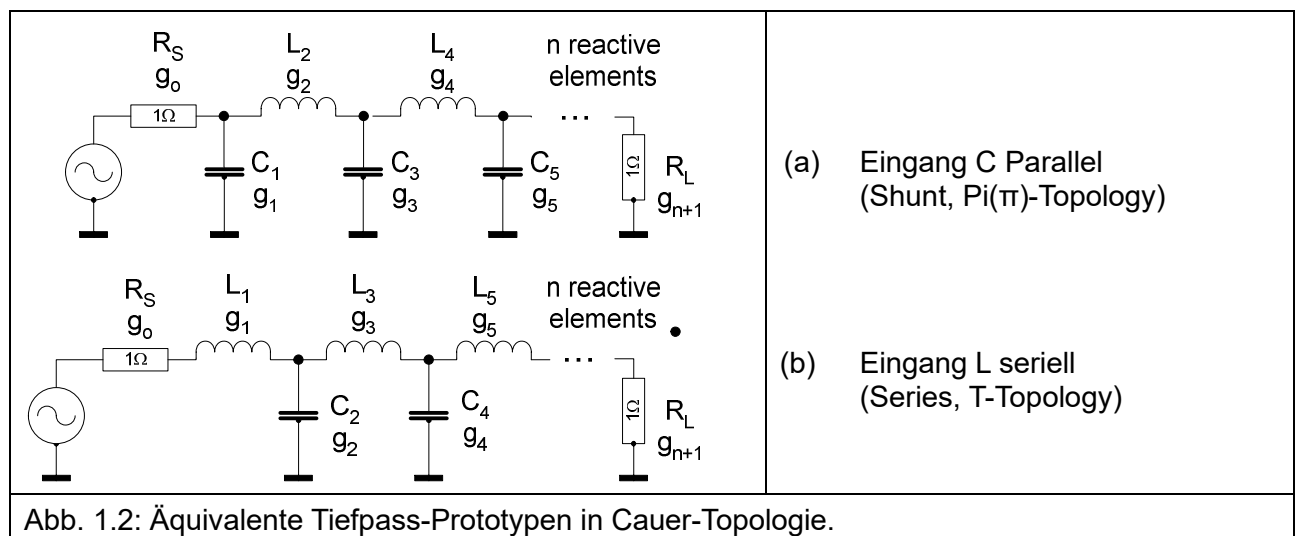 R_S
g_o
1Ω
L_2
g_2
L_4
g_4
n reactive
elements
...
C_1
g_1
C_3
g_3
C_5
g_5
1Ω
R_L
g_{n+1}
(a) Eingang C Parallel
(Shunt, Pi(π)-Topology)
R_S
g_o
1Ω
L_1
g_1
L_3
g_3
L_5
g_5
n reactive
elements
...
C_2
g_2
C_4
g_4
1Ω
R_L
g_{n+1}
(b) Eingang L seriell
(Series, T-Topology)
Abb. 1.2: Äquivalente Tiefpass-Prototypen in Cauer-Topologie.